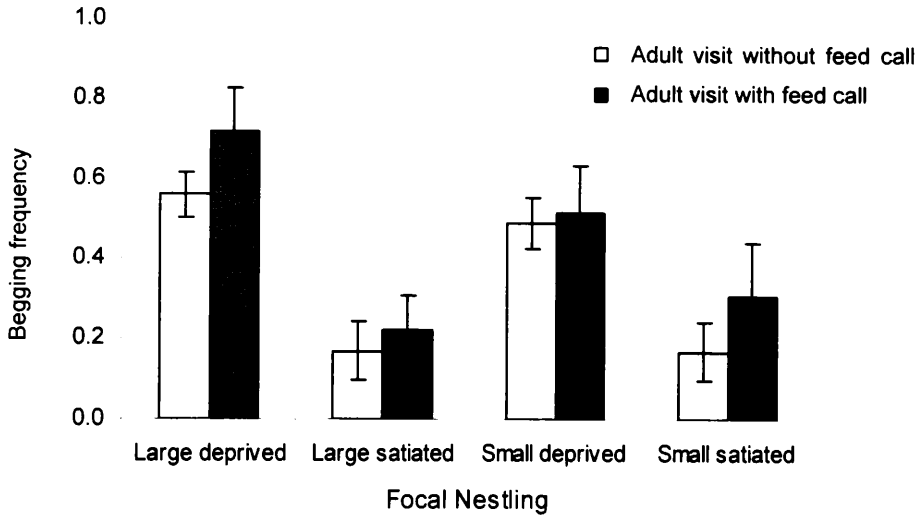 1.0
Adult visit without feed call
0.8
Adult visit with feed call
0.6
0.4
0.2
0.0
Begging frequency
Large deprived Large satiated Small deprived Small satiated
Focal Nestling